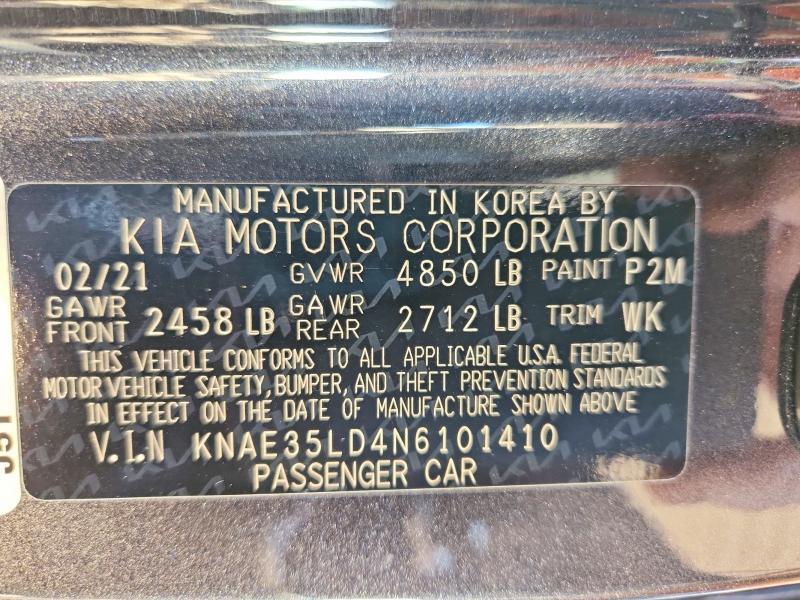 MANUFACTURED IN KOREA BY
KIA MOTORS CORPORATION
02/21 GVWR 4850 LB PAINT P2M
GAWR FRONT 2458 LB GAWR REAR 2712 LB TRIM WK
THIS VEHICLE CONFORMS TO ALL APPLICABLE U.S.A. FEDERAL
MOTOR VEHICLE SAFETY, BUMPER, AND THEFT PREVENTION STANDARDS
IN EFFECT ON THE DATE OF MANUFACTURE SHOWN ABOVE
V.I.N KNAE35LD4N6101410
PASSENGER CAR